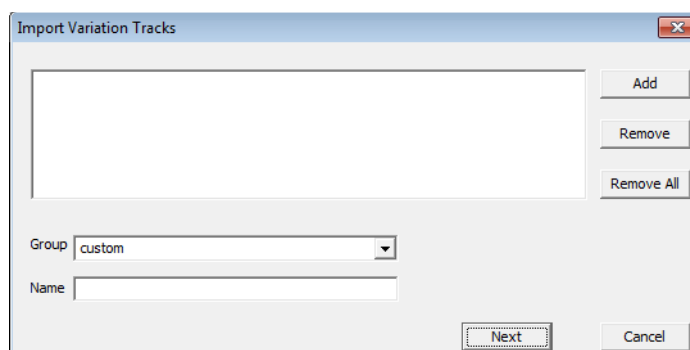 Import Variation Tracks
Add
Remove
Remove All
Group custom
Name
Next Cancel